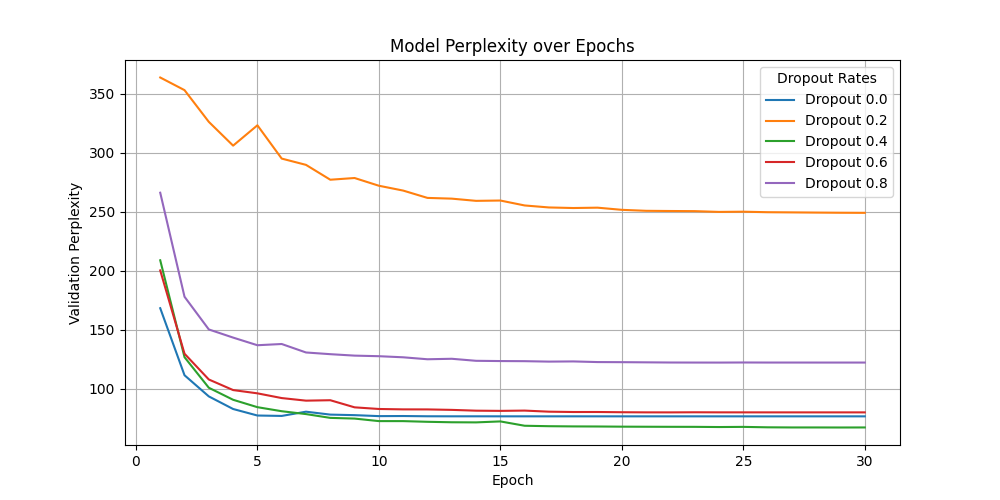 Model Perplexity over Epochs
Validation Perplexity
350
300
250
200
150
100
0
5
10
15
20
25
30
Epoch
Dropout Rates
Dropout 0.0
Dropout 0.2
Dropout 0.4
Dropout 0.6
Dropout 0.8